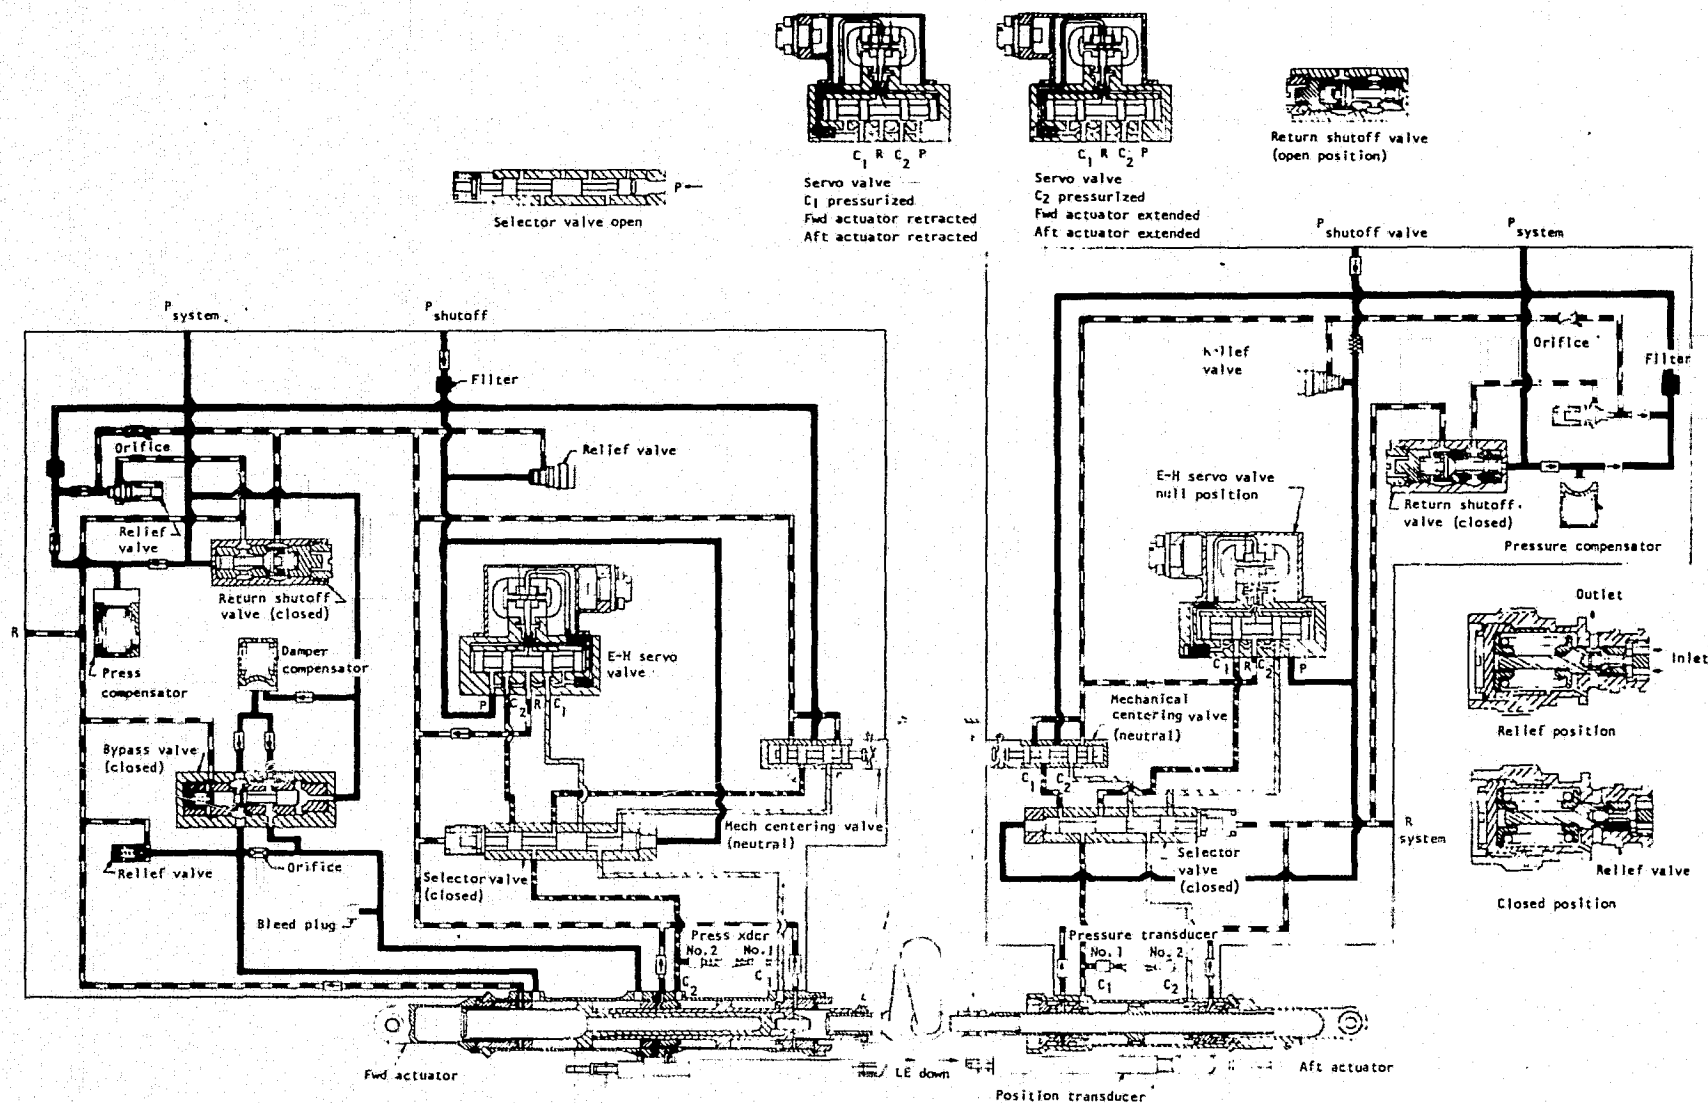 C1 R C2 P
Servo valve
C1 pressurized
Fwd actuator retracted
Aft actuator retracted
C1 R C2 P
Servo valve
C2 pressurized
Fwd actuator extended
Aft actuator extended
Return shutoff valve
(open position)
P
Selector valve open
P shutoff valve
P system
P system
P shutoff
Filter
Orifice
Relief valve
Relief
valve
Return shutoff
valve (closed)
R
Press
compensator
Damper
compensator
E-H servo
valve
P C2 R C1
Bypass valve
(closed)
Mech centering valve
(neutral)
Relief valve
Orifice
Selector valve
(closed)
Bleed plug
Press xdcr
No.2 No.1
C2
C1
Fwd actuator
LE down
valve
Orifice
Filter
E-H servo valve
null position
Return shutoff
valve (closed)
Pressure compensator
C1 R C2 P
Mechanical
centering valve
(neutral)
C1 C2
R
system
Selector
valve
(closed)
Pressure transducer
No.1 No.2
C1 C2
Aft actuator
Position transducer
Outlet
Inlet
Relief position
Relief valve
Closed position